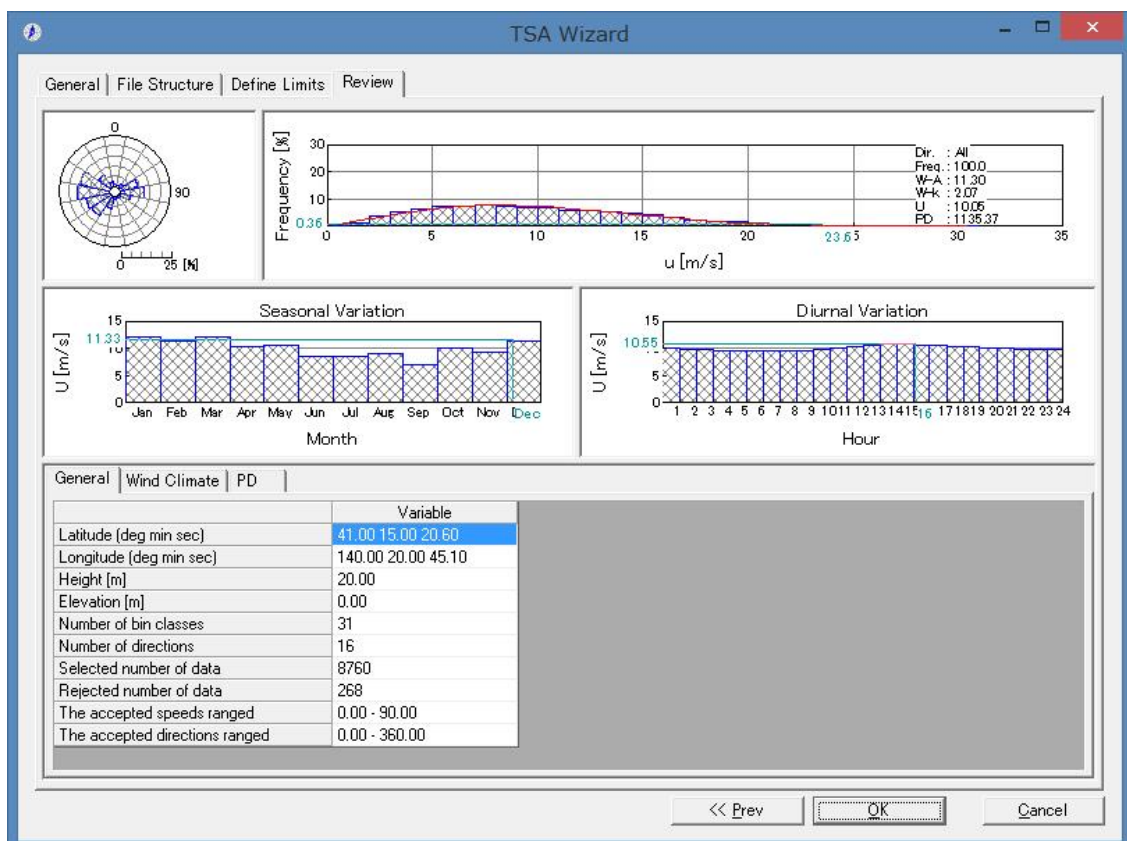 TSA Wizard
General File Structure Define Limits Review
0
90
0 25 [%]
Frequency [%]
30
20
10
0.36
0 5 10 15 20 23.65 30 35
u [m/s]
Dir. : All
Freq. : 100.0
W-A : 11.30
W-k : 2.07
U : 10.05
PD : 1135.37
Seasonal Variation
U [m/s]
15
11.33
5
0
Jan Feb Mar Apr May Jun Jul Aug Sep Oct Nov Dec
Month
Diurnal Variation
U [m/s]
15
10.55
5
0
1 2 3 4 5 6 7 8 9 10 11 12 13 14 15 16 17 18 19 20 21 22 23 24
Hour
General Wind Climate PD
Variable
Latitude (deg min sec) 41.00 15.00 20.60
Longitude (deg min sec) 140.00 20.00 45.10
Height [m] 20.00
Elevation [m] 0.00
Number of bin classes 31
Number of directions 16
Selected number of data 8760
Rejected number of data 268
The accepted speeds ranged 0.00 - 90.00
The accepted directions ranged 0.00 - 360.00
<< Prev OK Cancel